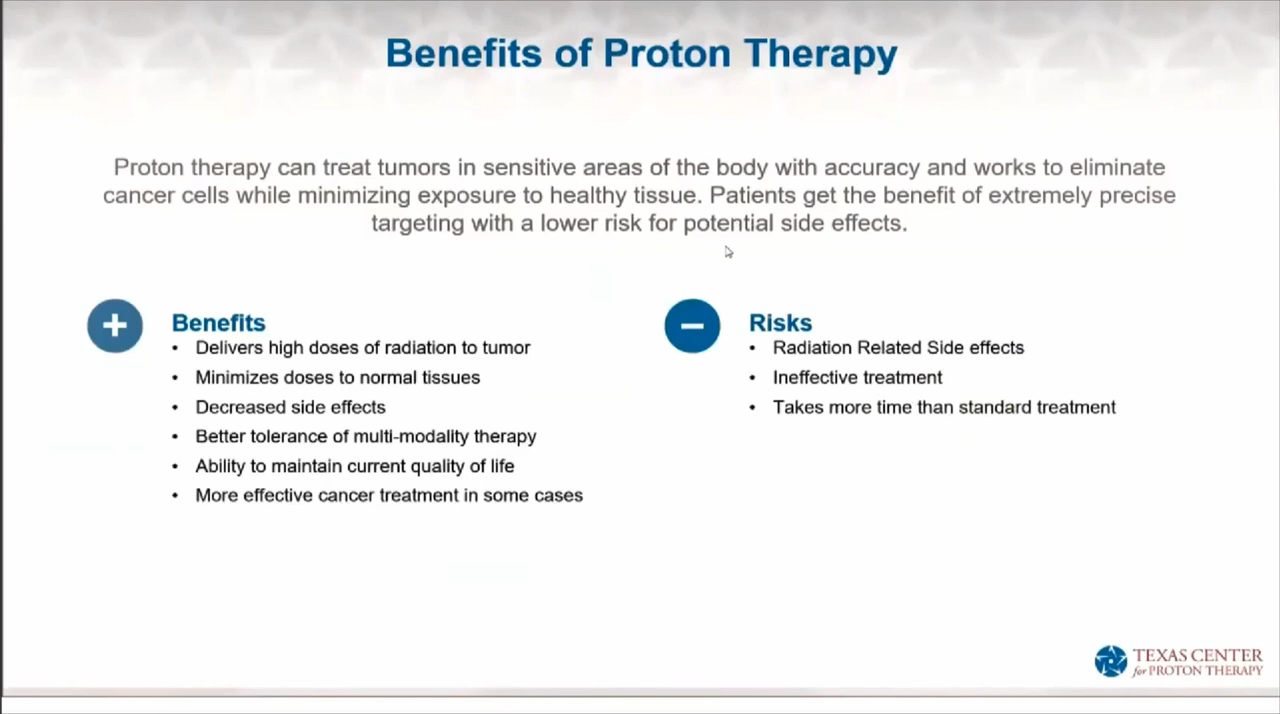 Benefits of Proton Therapy
Proton therapy can treat tumors in sensitive areas of the body with accuracy and works to eliminate
cancer cells while minimizing exposure to healthy tissue. Patients get the benefit of extremely precise
targeting with a lower risk for potential side effects.
Benefits
• Delivers high doses of radiation to tumor
• Minimizes doses to normal tissues
• Decreased side effects
• Better tolerance of multi-modality therapy
• Ability to maintain current quality of life
• More effective cancer treatment in some cases
Risks
• Radiation Related Side effects
• Ineffective treatment
• Takes more time than standard treatment
TEXAS CENTER
for PROTON THERAPY